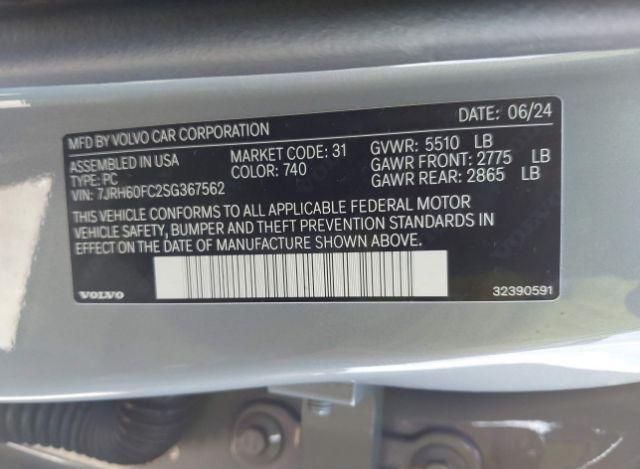 MFD BY VOLVO CAR CORPORATION DATE: 06/24
ASSEMBLED IN USA MARKET CODE: 31 GVWR: 5510 LB
TYPE: PC COLOR: 740 GAWR FRONT: 2775 LB
VIN: 7JRH60FC2SG367562 GAWR REAR: 2865 LB
THIS VEHICLE CONFORMS TO ALL APPLICABLE FEDERAL MOTOR
VEHICLE SAFETY, BUMPER AND THEFT PREVENTION STANDARDS IN
EFFECT ON THE DATE OF MANUFACTURE SHOWN ABOVE.
VOLVO 32390591